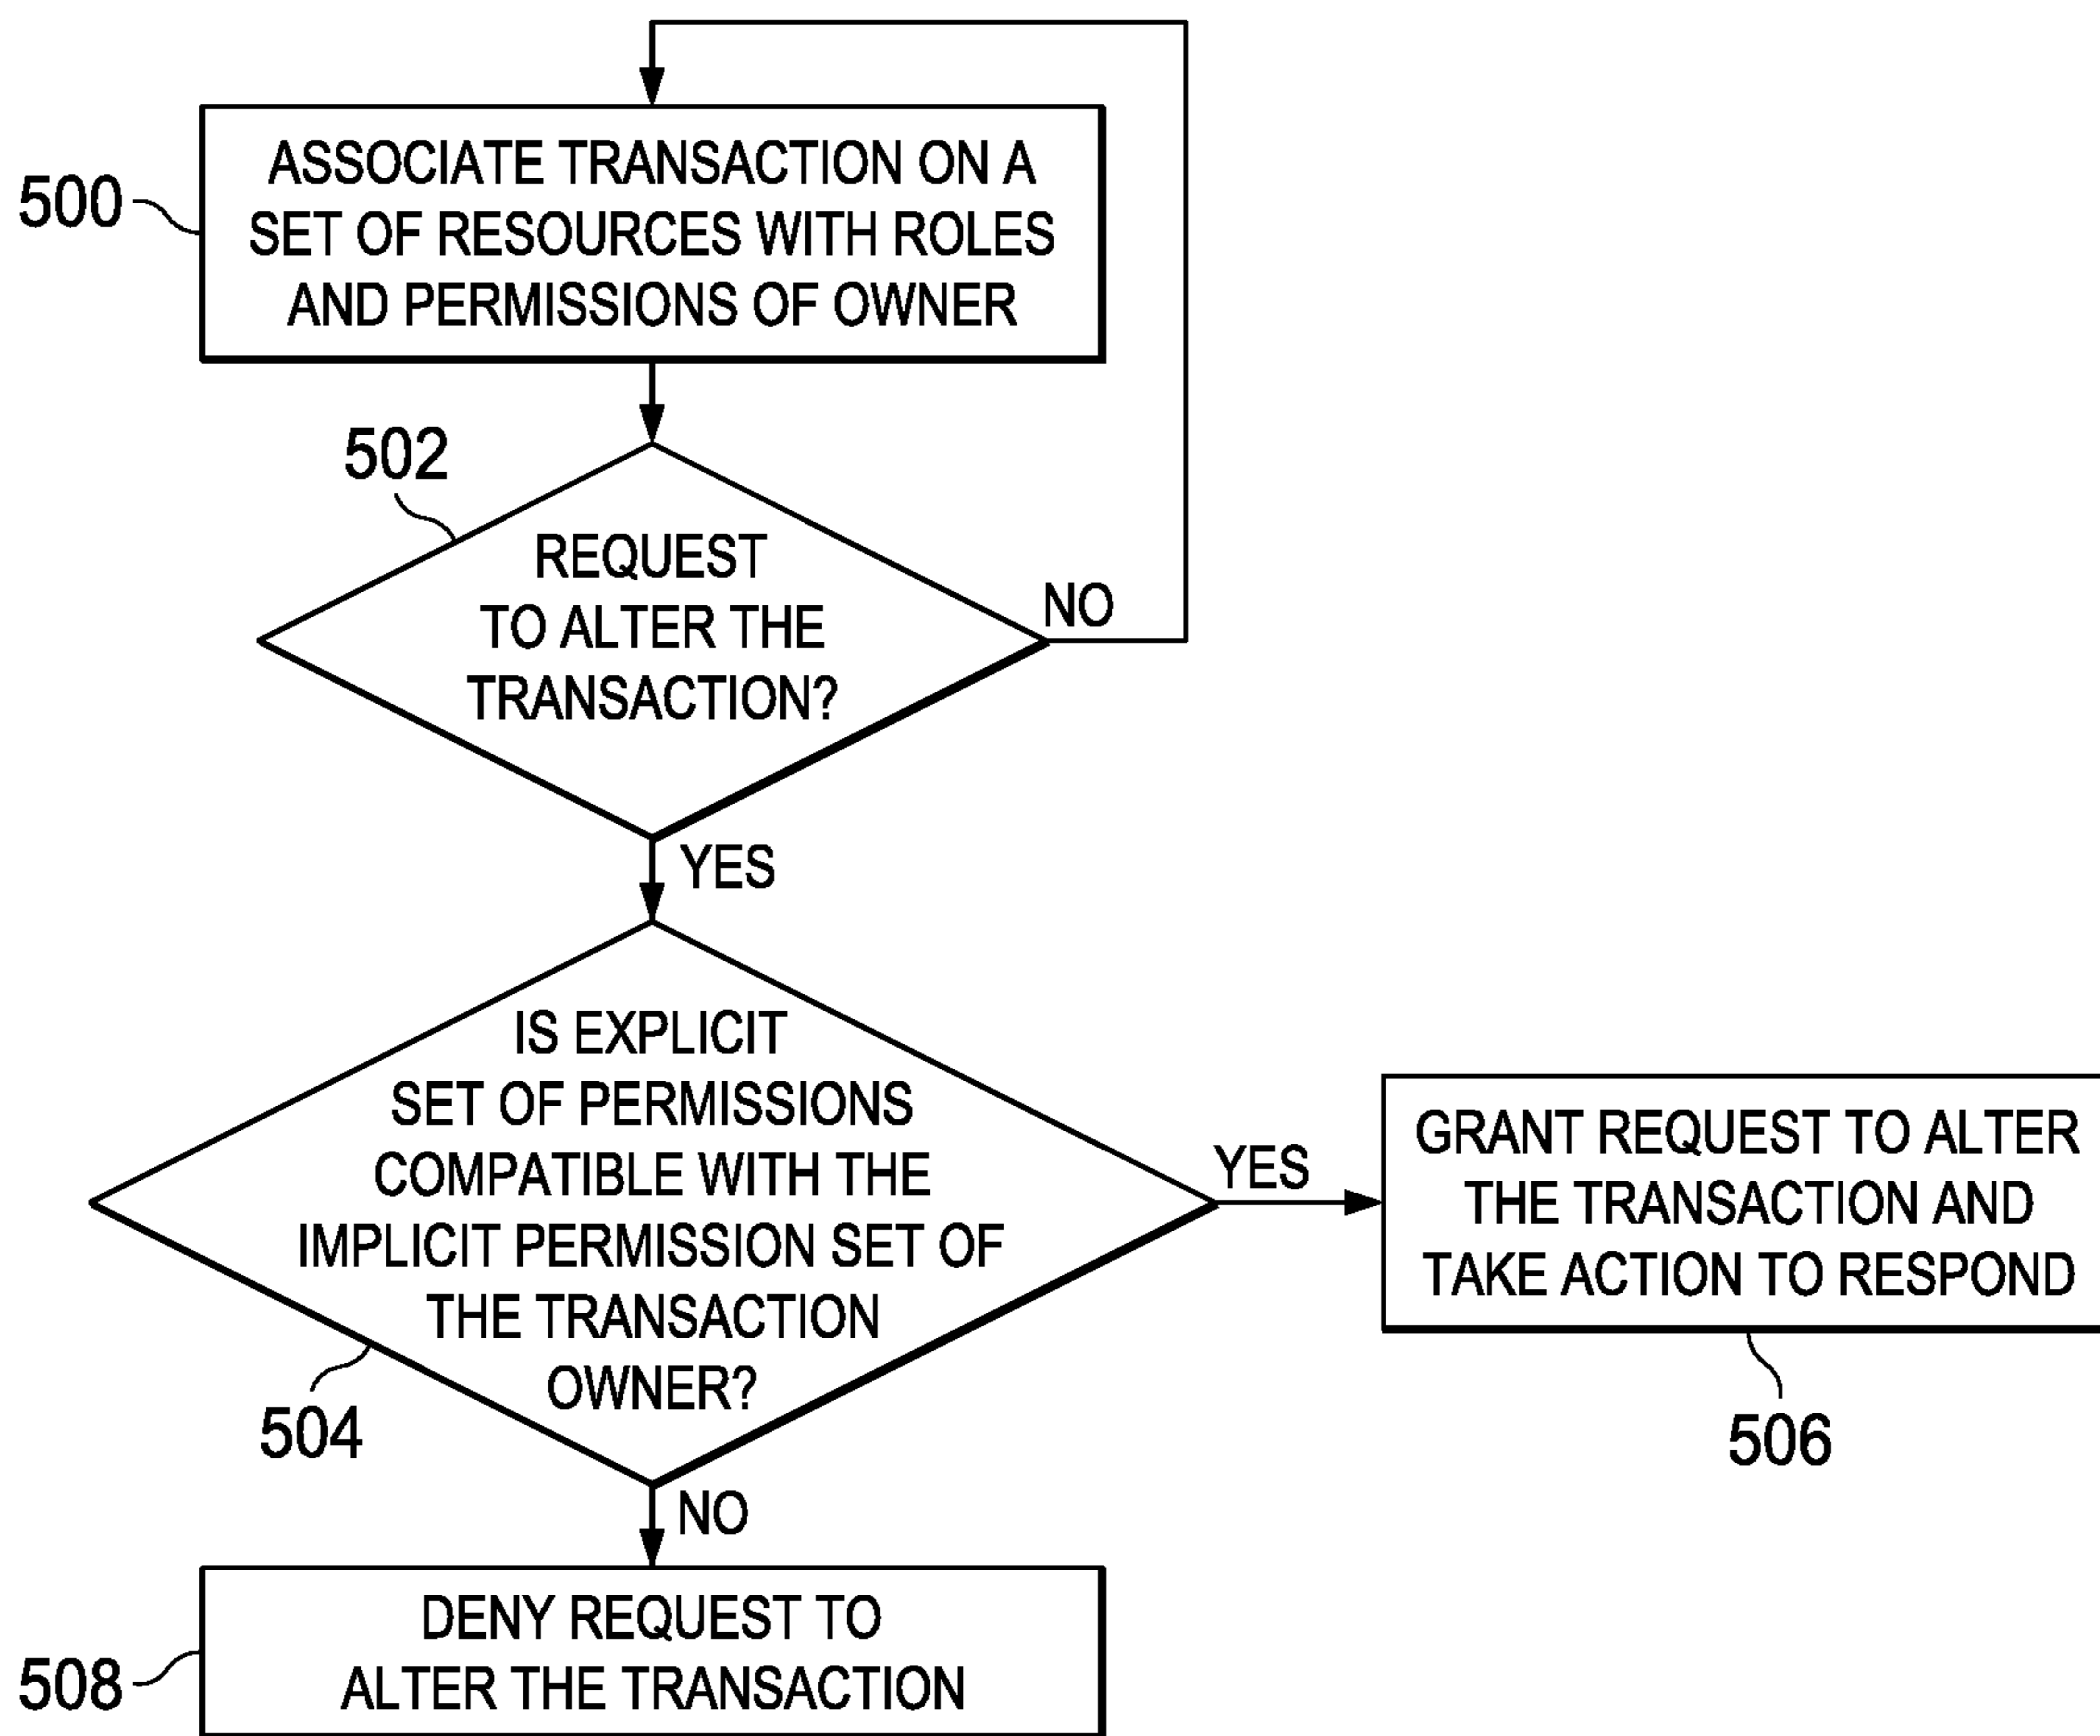 500
ASSOCIATE TRANSACTION ON A
SET OF RESOURCES WITH ROLES
AND PERMISSIONS OF OWNER
502
REQUEST
TO ALTER THE
TRANSACTION?
NO
YES
IS EXPLICIT
SET OF PERMISSIONS
COMPATIBLE WITH THE
IMPLICIT PERMISSION SET OF
THE TRANSACTION
OWNER?
504
YES
GRANT REQUEST TO ALTER
THE TRANSACTION AND
TAKE ACTION TO RESPOND
506
NO
DENY REQUEST TO
ALTER THE TRANSACTION
508